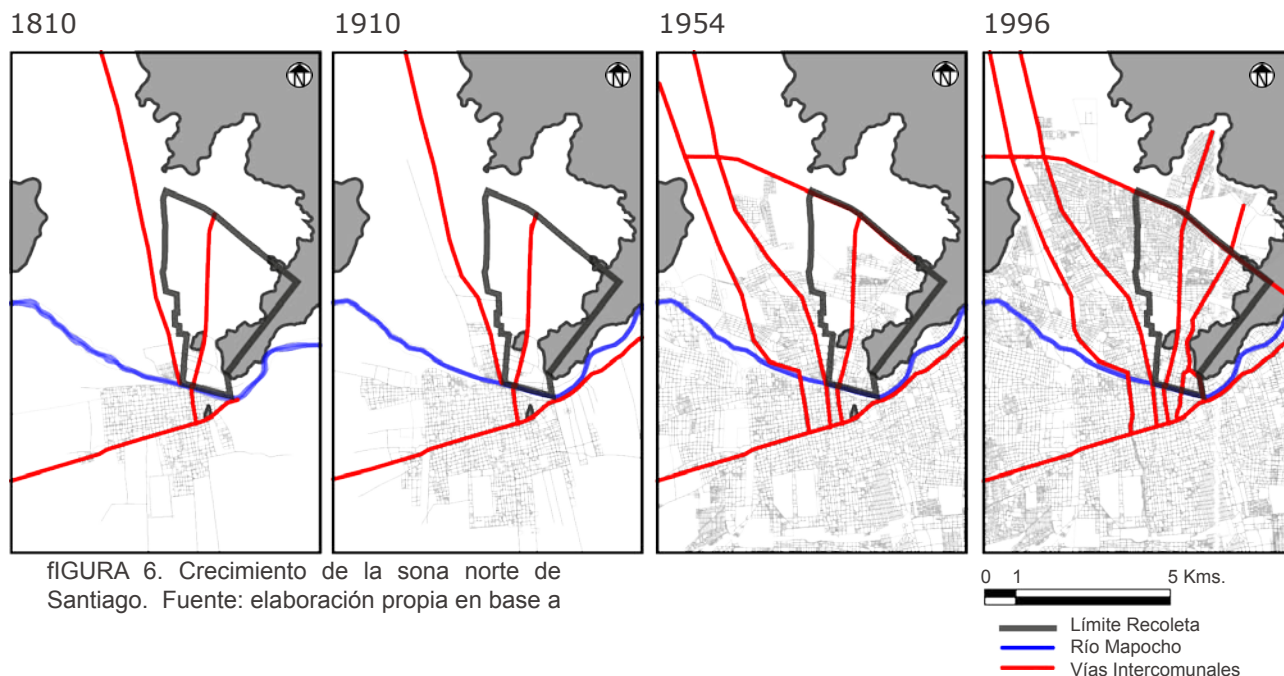 1810
1910
1954
1996
N
N
N
N
fIGURA 6. Crecimiento de la sona norte de
Santiago. Fuente: elaboración propia en base a
0 1 5 Kms.
Límite Recoleta
Río Mapocho
Vías Intercomunales